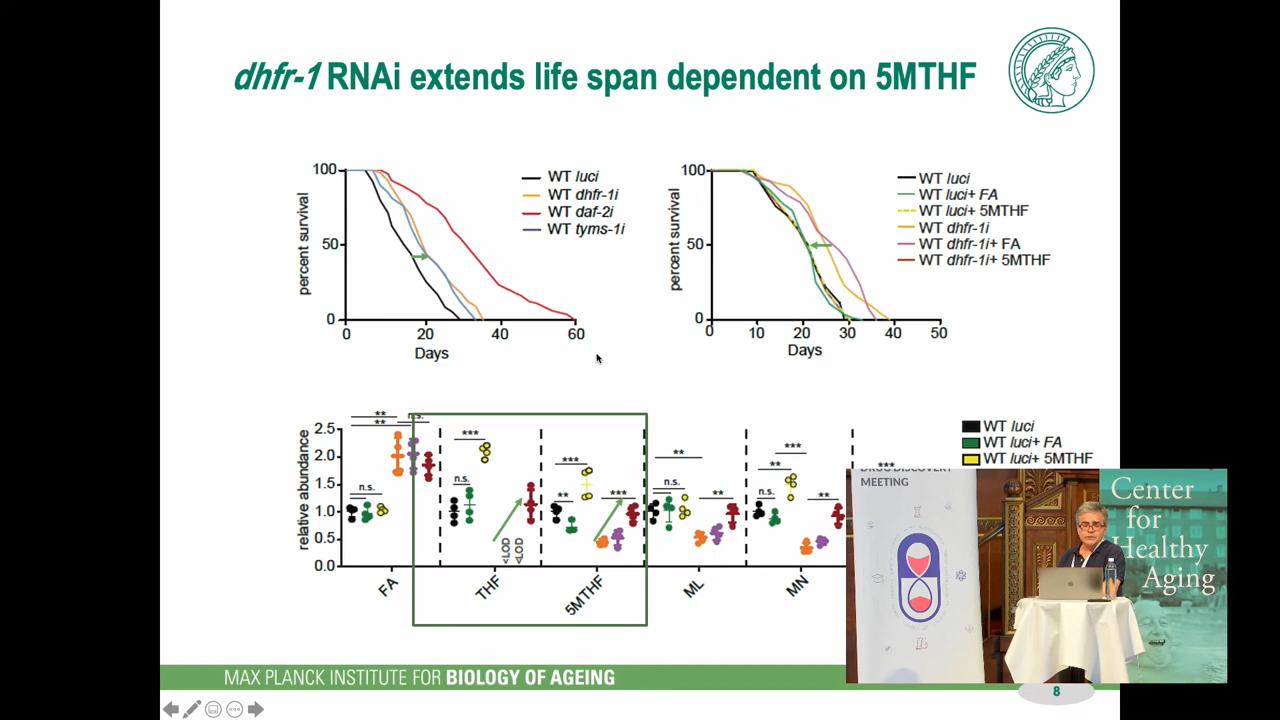 dhfr-1 RNAi extends life span dependent on 5MTHF
100
50
0
percent survival
0
20
40
60
Days
WT luci
WT dhfr-1i
WT daf-2i
WT tyms-1i
100
50
0
percent survival
0
10
20
30
40
50
Days
WT luci
WT luci+ FA
WT luci+ 5MTHF
WT dhfr-1i
WT dhfr-1i+ FA
WT dhfr-1i+ 5MTHF
2.5
2.0
1.5
1.0
0.5
0
relative abundance
**
**
n.s.
n.s.
***
n.s.
<LOD
<LOD
***
**
***
**
n.s.
**
***
**
n.s.
**
***
FA
THF
5MTHF
ML
MN
WT luci
WT luci+ FA
WT luci+ 5MTHF
DRUG DISCOVERY
MEETING
Center
for
Healthy
Aging
MAX PLANCK INSTITUTE FOR BIOLOGY OF AGEING
8